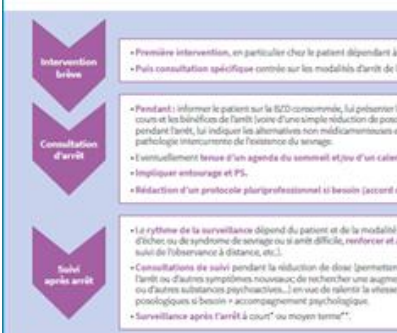 Intervention
brève
• Première intervention, en particulier chez le patient dépendant à
• Puis consultation spécifique centrée sur les modalités d'arrêt de
Consultation
d'arrêt
• Pendant : informer le patient sur la BZD consommée, lui présenter
cours et les bénéfices de l'arrêt (voire d'une simple réduction de
pendant l'arrêt, lui indiquer les alternatives non médicamenteuses
pathologie intercurrente de l'existence du sevrage.
• Eventuellement tenue d'un agenda du sommeil et/ou d'un
• Impliquer entourage et PS.
• Rédaction d'un protocole pluriprofessionnel si besoin (accord
Suivi
après arrêt
• Le rythme de la surveillance dépend du patient et de la modalité
d'échec ou de syndrome de sevrage ou si arrêt difficile, renforcer et
suivi de l'observance à distance, etc.).
• Consultations de suivi pendant la réduction de dose (permettent
l'arrêt ou d'autres symptômes nouveaux; de rechercher une
ou d'autres substances psychoactives...) en vue de ralentir la
posologiques si besoin + accompagnement psychologique.
• Surveillance après l'arrêt à court* ou moyen terme**.